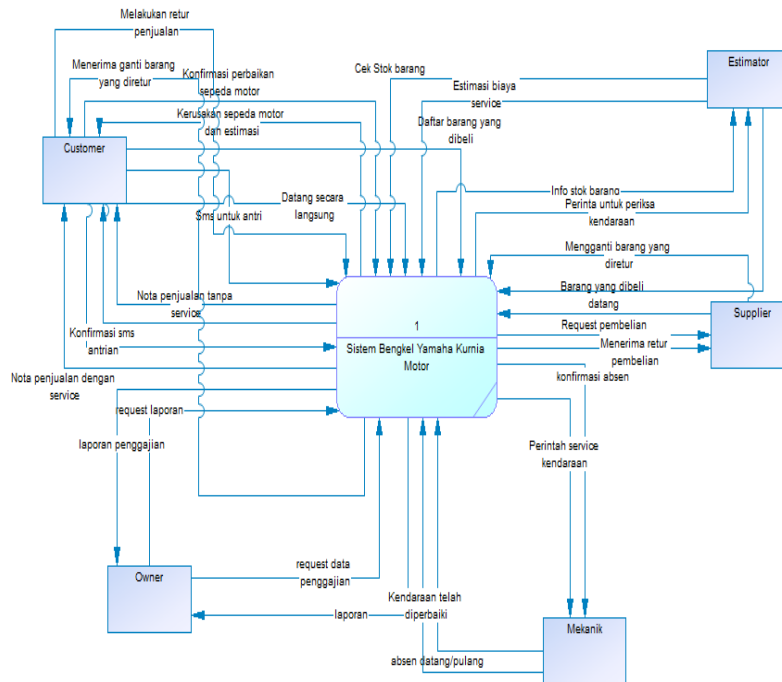 Melakukan retur
penjualan
Menerima ganti barang
yang diretur
Konfirmasi perbaikan
sepeda motor
Cek Stok barang
Estimasi biaya
service
Estimator
Kerusakan sepeda motor
dan estimasi
Daftar barang yang
dibeli
Customer
Datang secara
langsung
Sms untuk antri
Info stok barang
Perinta untuk periksa
kendaraan
Mengganti barang yang
diretur
Barang yang dibeli
datang
Supplier
Nota penjualan tanpa
service
1
Sistem Bengkel Yamaha Kurnia
Motor
Request pembelian
Menerima retur
pembelian
Konfirmasi sms
antrian
konfirmasi absen
Nota penjualan dengan
service
request laporan
laporan penggajian
Perintah service
kendaraan
Owner
request data
penggajian
Kendaraan telah
diperbaiki
laporan
Mekanik
absen datang/pulang